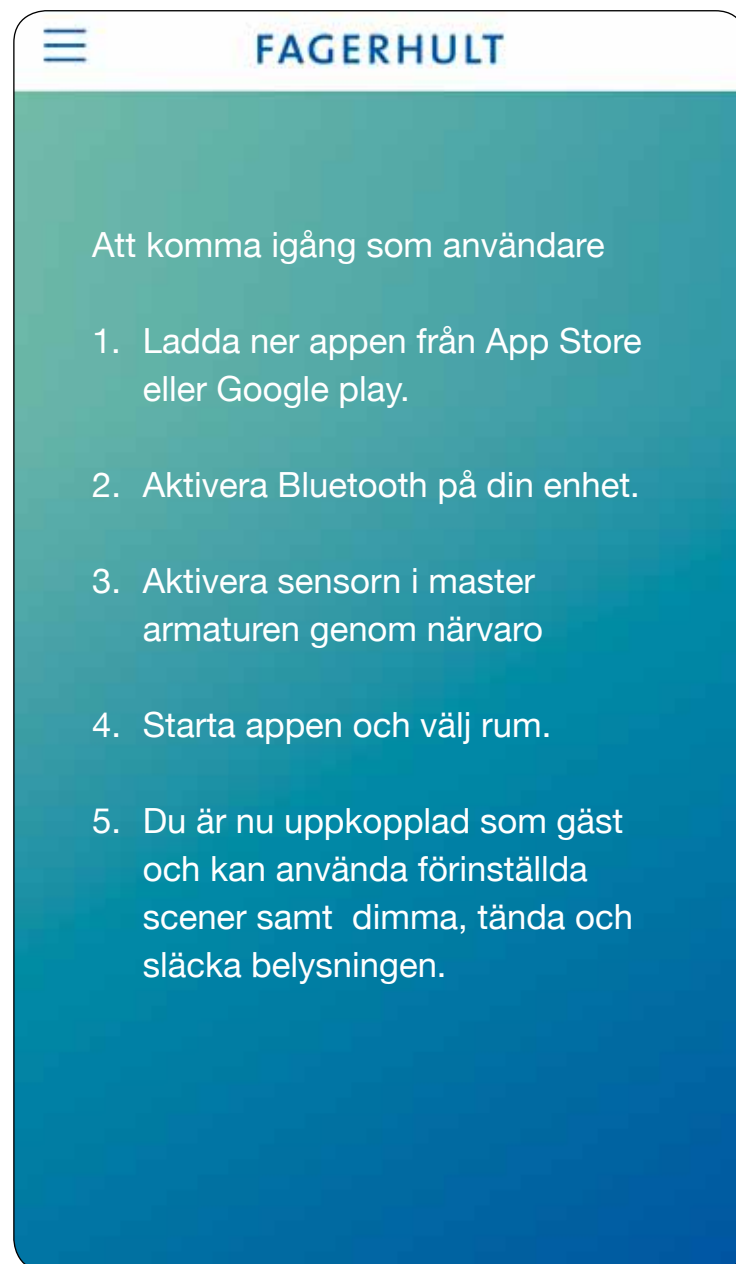 FAGERHULT
Att komma igång som användare
1. Ladda ner appen från App Store
eller Google play.
2. Aktivera Bluetooth på din enhet.
3. Aktivera sensorn i master
armaturen genom närvaro
4. Starta appen och välj rum.
5. Du är nu uppkopplad som gäst
och kan använda förinställda
scener samt  dimma, tända och
släcka belysningen.